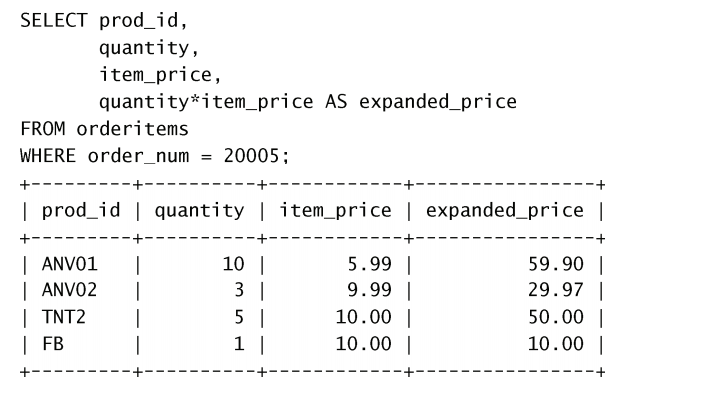 SELECT prod_id,
       quantity,
       item_price,
       quantity*item_price AS expanded_price
FROM orderitems
WHERE order_num = 20005;
+---------+----------+------------+----------------+
| prod_id | quantity | item_price | expanded_price |
+---------+----------+------------+----------------+
| ANV01   |       10 |       5.99 |          59.90 |
| ANV02   |        3 |       9.99 |          29.97 |
| TNT2    |        5 |      10.00 |          50.00 |
| FB      |        1 |      10.00 |          10.00 |
+---------+----------+------------+----------------+